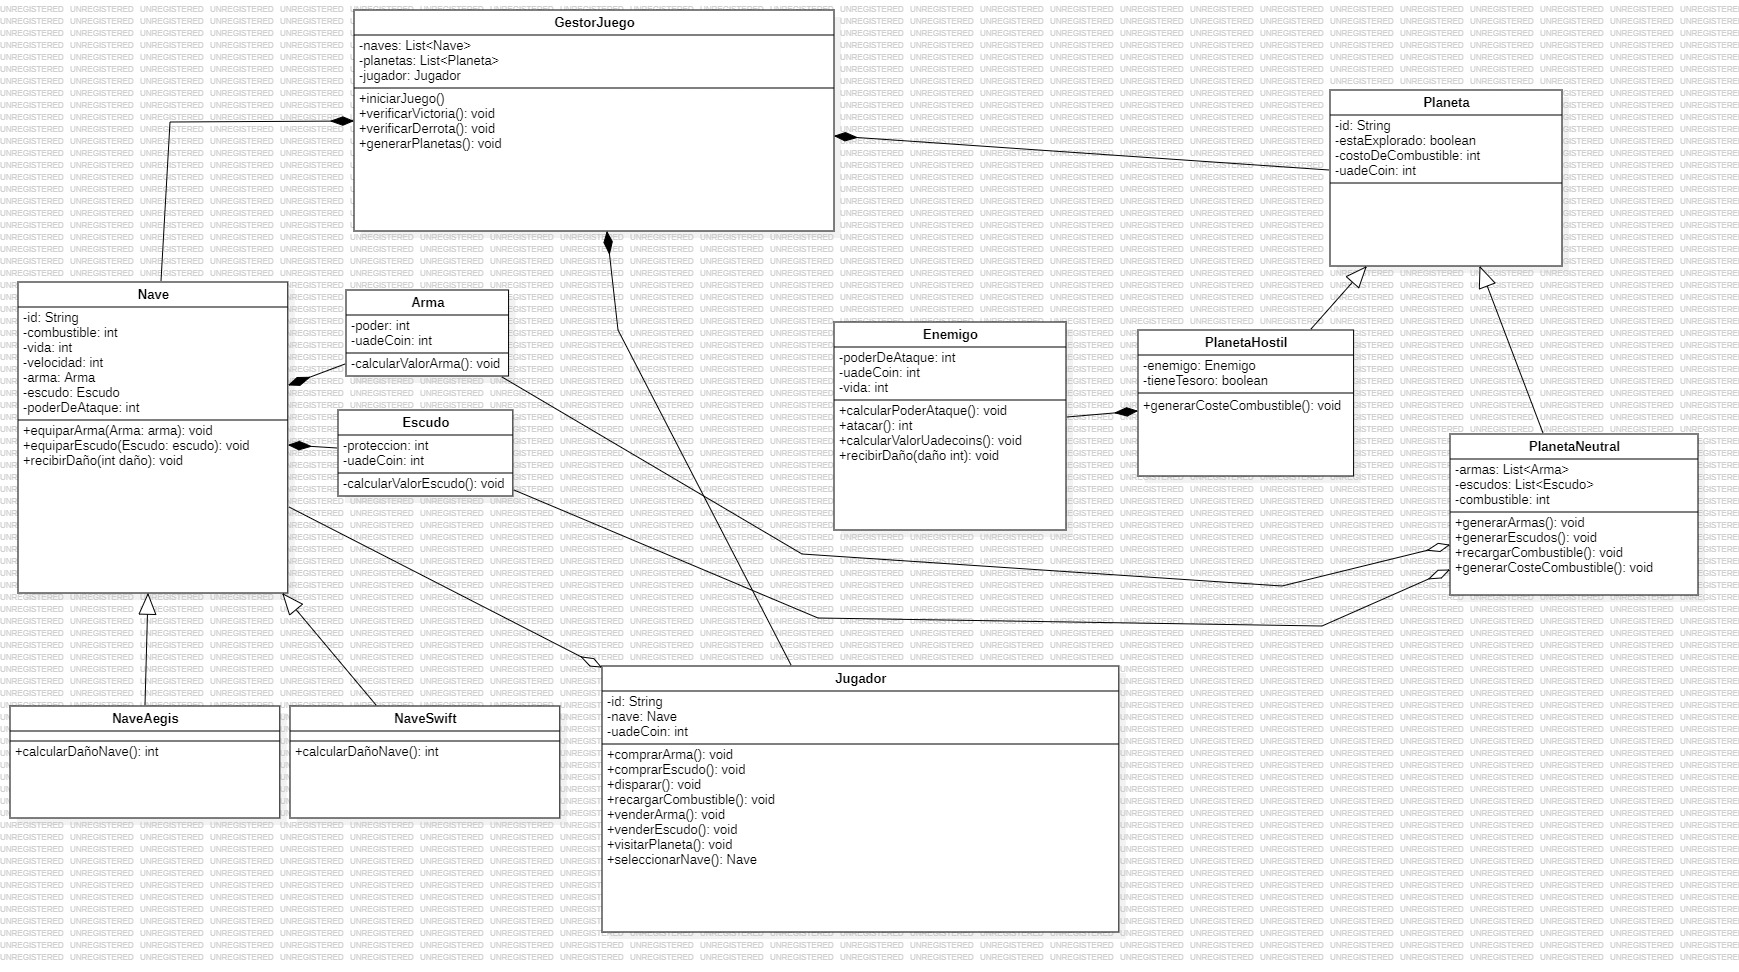 GestorJuego
-naves: List<Nave>
-planetas: List<Planeta>
-jugador: Jugador
+iniciarJuego()
+verificarVictoria(): void
+verificarDerrota(): void
+generarPlanetas(): void
Planeta
-id: String
-estaExplorado: boolean
-costoDeCombustible: int
-uadeCoin: int
Nave
-id: String
-combustible: int
-vida: int
-velocidad: int
-arma: Arma
-escudo: Escudo
-poderDeAtaque: int
+equiparArma(Arma: arma): void
+equiparEscudo(Escudo: escudo): void
+recibirDaño(int daño): void
Arma
-poder: int
-uadeCoin: int
-calcularValorArma(): void
Escudo
-proteccion: int
-uadeCoin: int
-calcularValorEscudo(): void
Enemigo
-poderDeAtaque: int
-uadeCoin: int
-vida: int
+calcularPoderAtaque(): void
+atacar(): int
+calcularValorUadecoins(): void
+recibirDaño(daño int): void
PlanetaHostil
-enemigo: Enemigo
-tieneTesoro: boolean
+generarCosteCombustible(): void
PlanetaNeutral
-armas: List<Arma>
-escudos: List<Escudo>
-combustible: int
+generarArmas(): void
+generarEscudos(): void
+recargarCombustible(): void
+generarCosteCombustible(): void
NaveAegis
+calcularDañoNave(): int
NaveSwift
+calcularDañoNave(): int
Jugador
-id: String
-nave: Nave
-uadeCoin: int
+comprarArma(): void
+comprarEscudo(): void
+disparar(): void
+recargarCombustible(): void
+venderArma(): void
+venderEscudo(): void
+visitarPlaneta(): void
+seleccionarNave(): Nave
UNREGISTERED